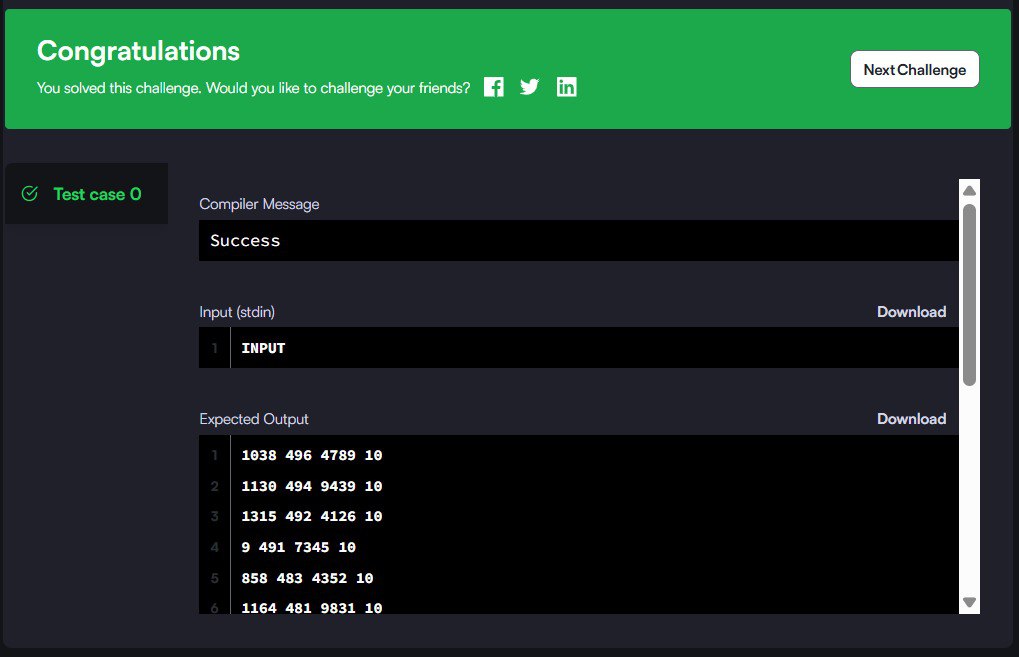 Congratulations
You solved this challenge. Would you like to challenge your friends?
Next Challenge
Test case 0
Compiler Message
Success
Input (stdin)
Download
1 INPUT
Expected Output
Download
1 1038 496 4789 10
2 1130 494 9439 10
3 1315 492 4126 10
4 9 491 7345 10
5 858 483 4352 10
6 1164 481 9831 10